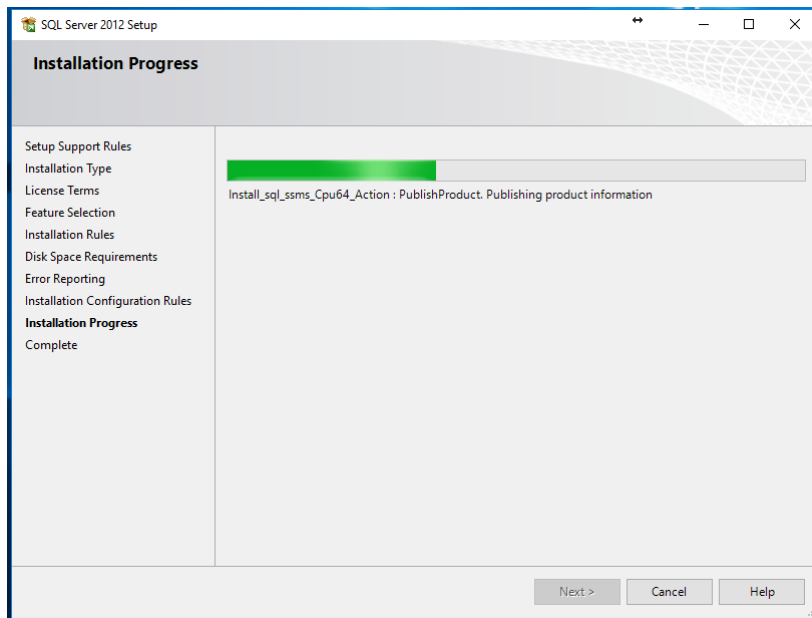 SQL Server 2012 Setup
Installation Progress
Setup Support Rules
Installation Type
License Terms
Feature Selection
Installation Rules
Disk Space Requirements
Error Reporting
Installation Configuration Rules
Installation Progress
Complete
Install_sql_ssms_Cpu64_Action : PublishProduct. Publishing product information
Next >
Cancel
Help